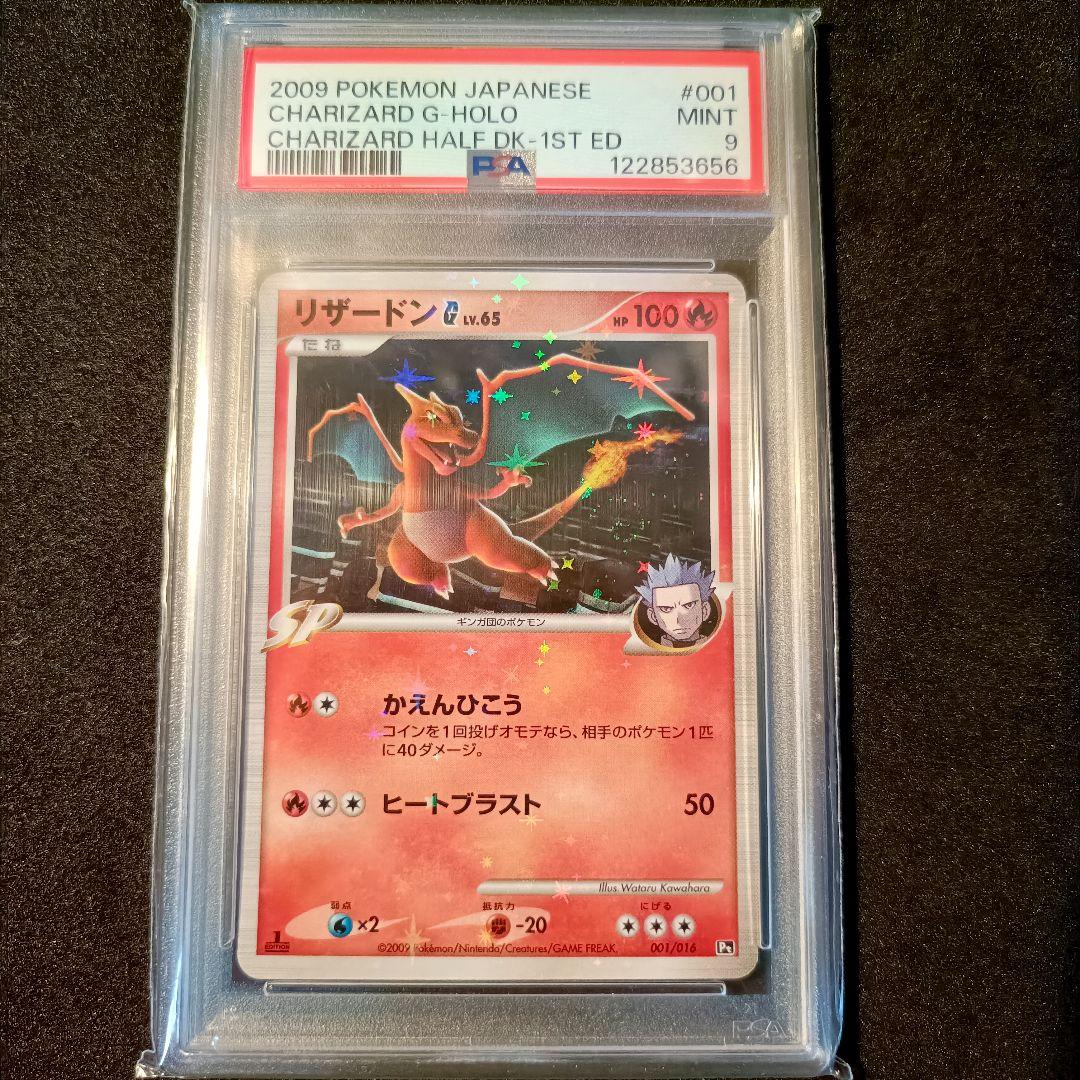 2009 POKEMON JAPANESE #001
CHARIZARD G-HOLO MINT
CHARIZARD HALF DK-1ST ED 9
PSA 122853656
リザードン G LV.65 HP 100
たね
SP
ギンガ団のポケモン
かえんひこう
コインを1回投げオモテなら、相手のポケモン1匹
に40ダメージ。
ヒートブラスト 50
Illus. Wataru Kawahara
弱点 抵抗力 にげる
×2 -20
1 EDITION
©2009 Pokémon/Nintendo/Creatures/GAME FREAK. 001/016 Pt
PSA